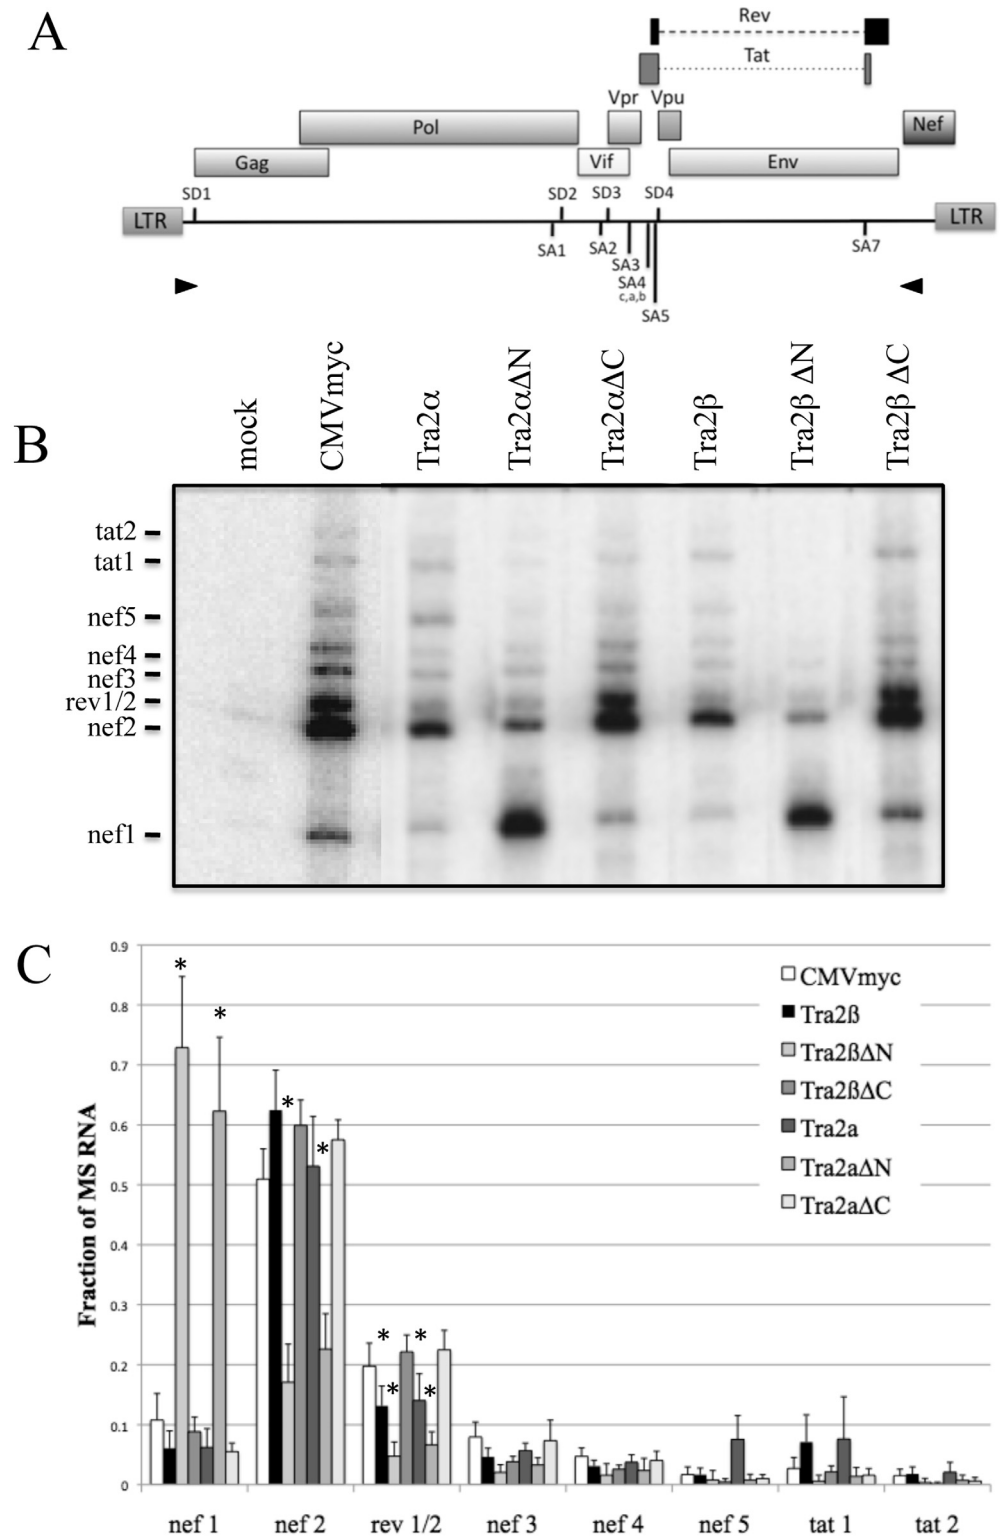 A
Rev
Tat
Vpr Vpu
Pol
Nef
Gag
Vif
Env
SD1
SD2
SD3
SD4
LTR
LTR
SA1
SA2
SA3
SA4
c,a,b
SA5
SA7
B
mock
CMVmyc
Tra2α
Tra2αΔN
Tra2αΔC
Tra2β
Tra2β ΔN
Tra2β ΔC
tat2
tat1
nef5
nef4
nef3
rev1/2
nef2
nef1
C
Fraction of MS RNA
0.9
0.8
0.7
0.6
0.5
0.4
0.3
0.2
0.1
0
* * * * * * * *
CMVmyc
Tra2ß
Tra2ßΔN
Tra2ßΔC
Tra2a
Tra2aΔN
Tra2aΔC
nef 1 nef 2 rev 1/2 nef 3 nef 4 nef 5 tat 1 tat 2